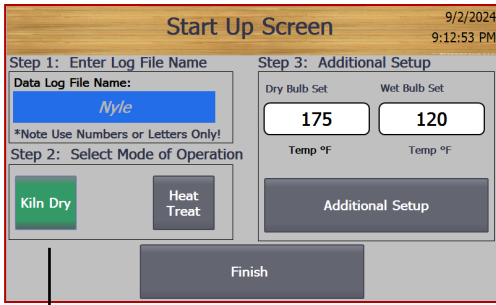 Start Up Screen
9/2/2024
9:12:53 PM
Step 1: Enter Log File Name
Data Log File Name:
Nyle
*Note Use Numbers or Letters Only!
Step 2: Select Mode of Operation
Kiln Dry
Heat
Treat
Step 3: Additional Setup
Dry Bulb Set
Wet Bulb Set
175
120
Temp °F
Temp °F
Additional Setup
Finish